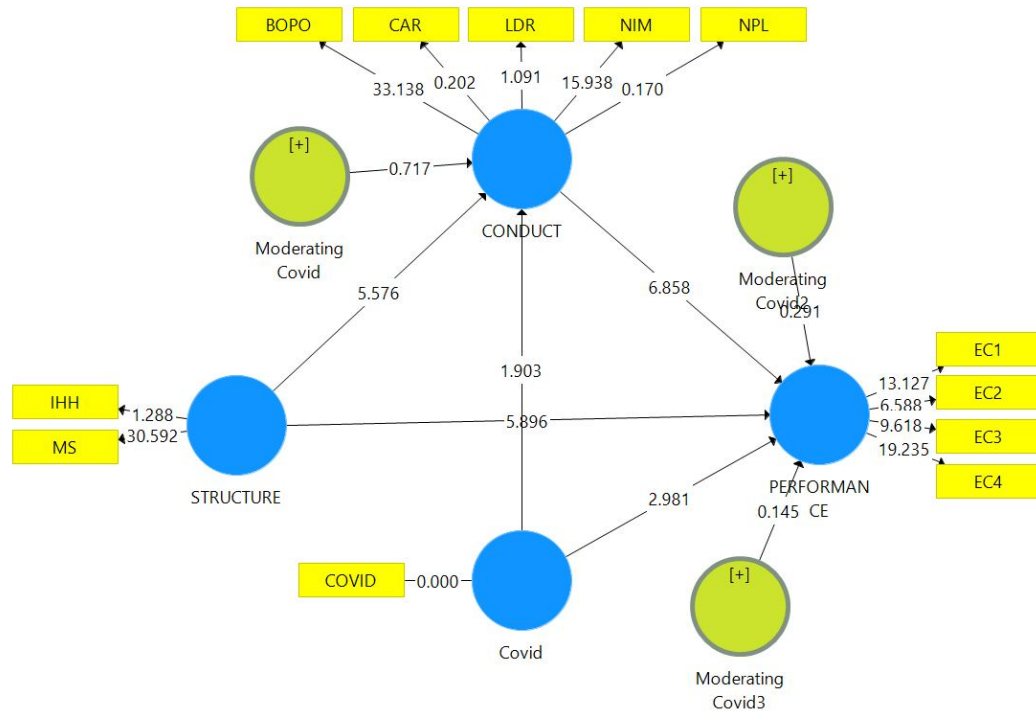 BOPO
CAR
LDR
NIM
NPL
33.138
0.202
1.091
15.938
0.170
[+]
0.717
Moderating
Covid
CONDUCT
[+]
Moderating
Covid2
0.291
5.576
6.858
1.903
5.896
IHH
1.288
MS
30.592
STRUCTURE
EC1
13.127
EC2
6.588
EC3
9.618
EC4
19.235
PERFORMAN
CE
2.981
0.145
COVID
0.000
Covid
[+]
Moderating
Covid3